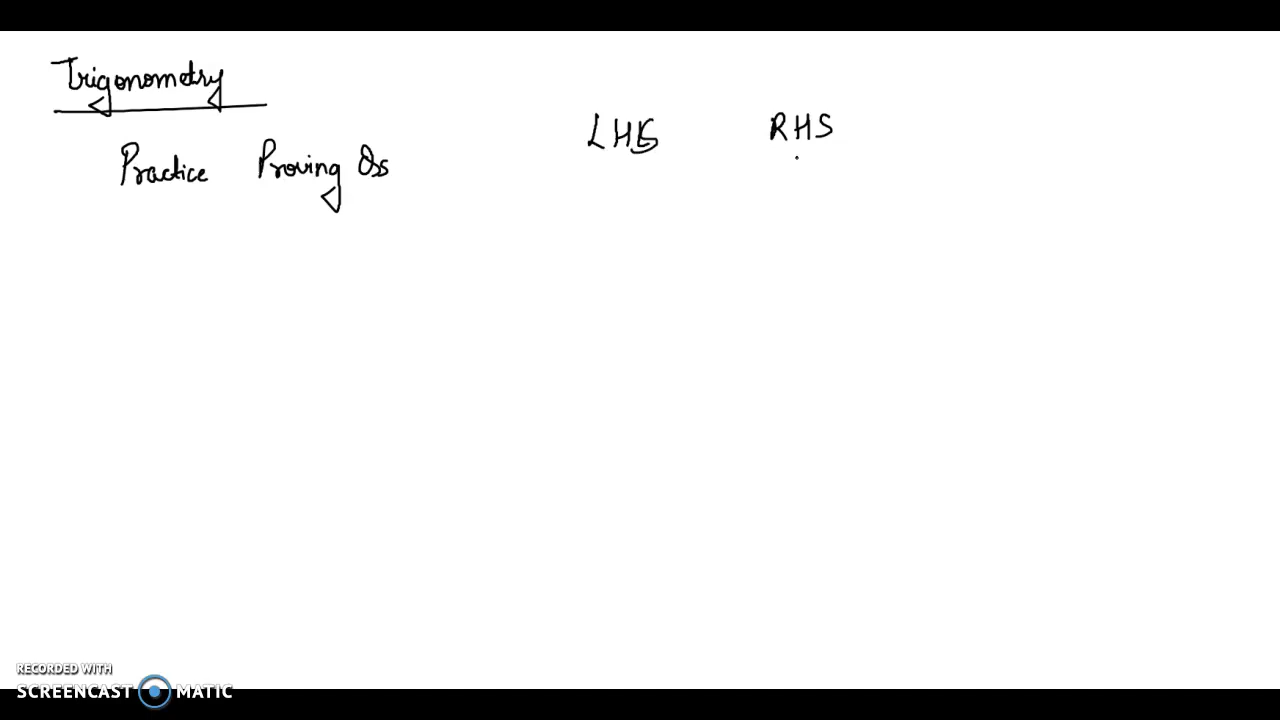 Trigonometry
LHS RHS
Practice Proving Qs
RECORDED WITH
SCREENCAST MATIC